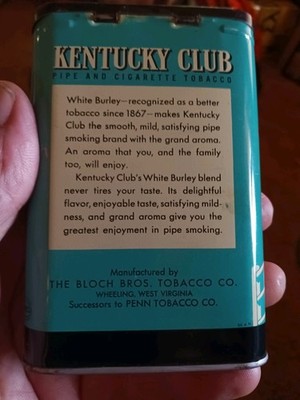 KENTUCKY CLUB
PIPE AND CIGARETTE TOBACCO
White Burley—recognized as a better
tobacco since 1867—makes Kentucky
Club the smooth, mild, satisfying pipe
smoking brand with the grand aroma.
An aroma that you, and the family
too, will enjoy.
Kentucky Club's White Burley blend
never tires your taste. Its delightful
flavor, enjoyable taste, satisfying mild-
ness, and grand aroma give you the
greatest enjoyment in pipe smoking.
Manufactured by
THE BLOCH BROS. TOBACCO CO.
WHEELING, WEST VIRGINIA
Successors to PENN TOBACCO CO.